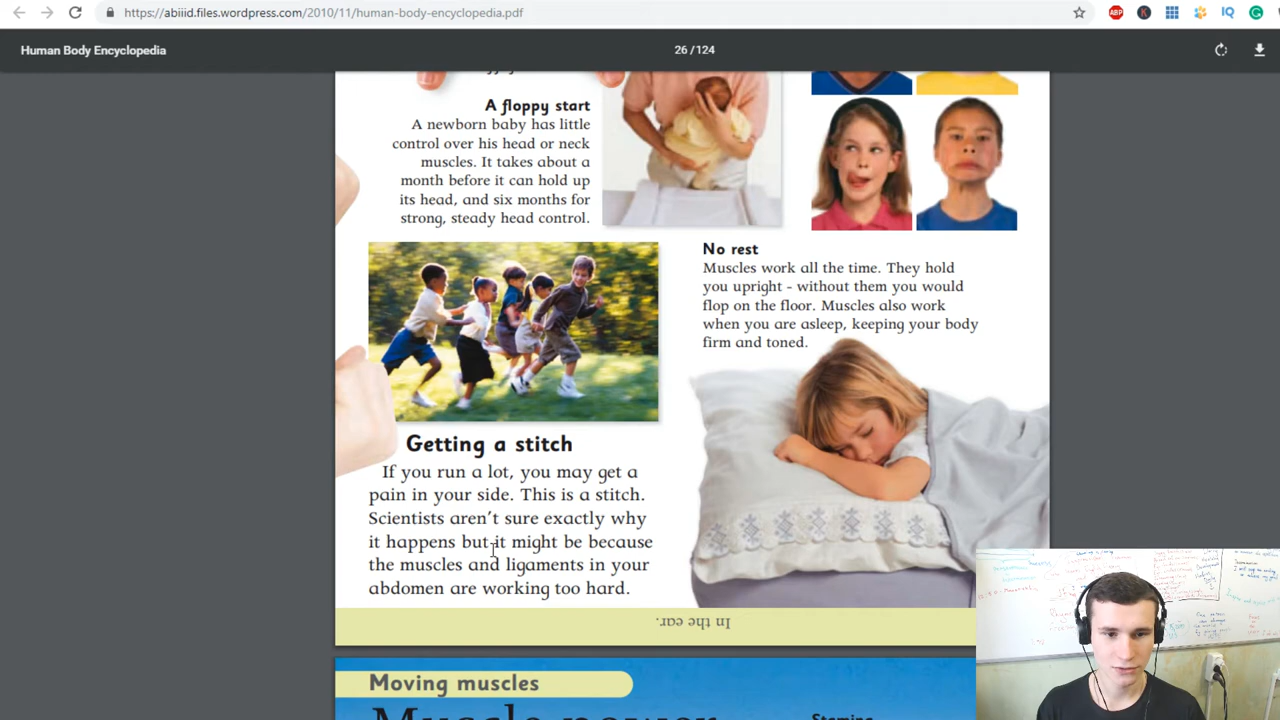 https://abiiid.files.wordpress.com/2010/11/human-body-encyclopedia.pdf
ABP
K
IQ
G
Human Body Encyclopedia
26 / 124
A floppy start
A newborn baby has little
control over his head or neck
muscles. It takes about a
month before it can hold up
its head, and six months for
strong, steady head control.
No rest
Muscles work all the time. They hold
you upright - without them you would
flop on the floor. Muscles also work
when you are asleep, keeping your body
firm and toned.
Getting a stitch
If you run a lot, you may get a
pain in your side. This is a stitch.
Scientists aren't sure exactly why
it happens but it might be because
the muscles and ligaments in your
abdomen are working too hard.
In the ear.
Moving muscles
Muscle power